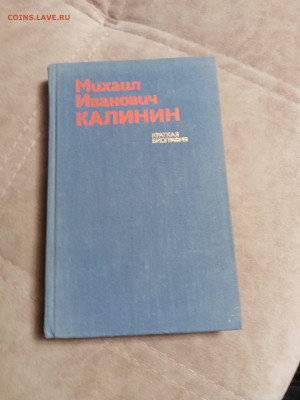 COINS.LAVE.RU
Михаил
Иванович
КАЛИНИН
КРАТКАЯ
БИОГРАФИЯ